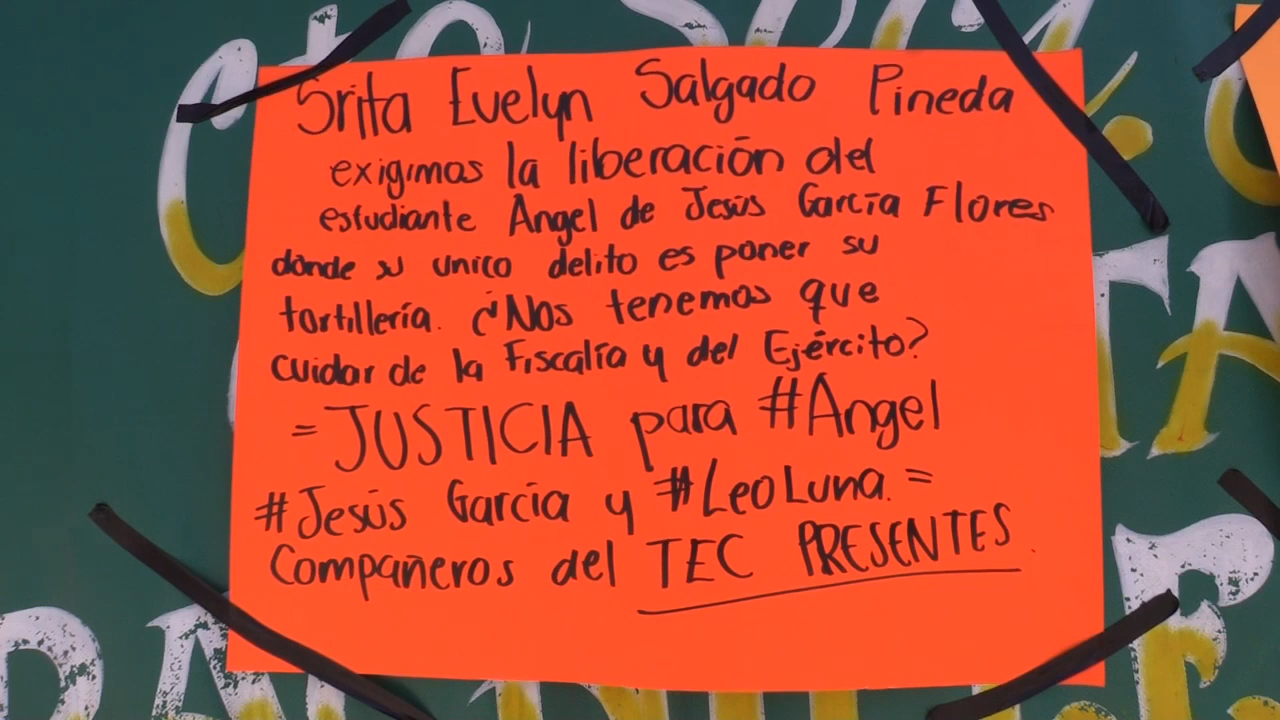 Srita Evelyn Salgado Pineda
exigimos la liberación del
estudiante Angel de Jesús García Flores
donde su unico delito es poner su
tortillería. ¿Nos tenemos que
cuidar de la Fiscalía y del Ejército?
= JUSTICIA para #Angel
#Jesús García y #LeoLuna. =
Compañeros del TEC PRESENTES.